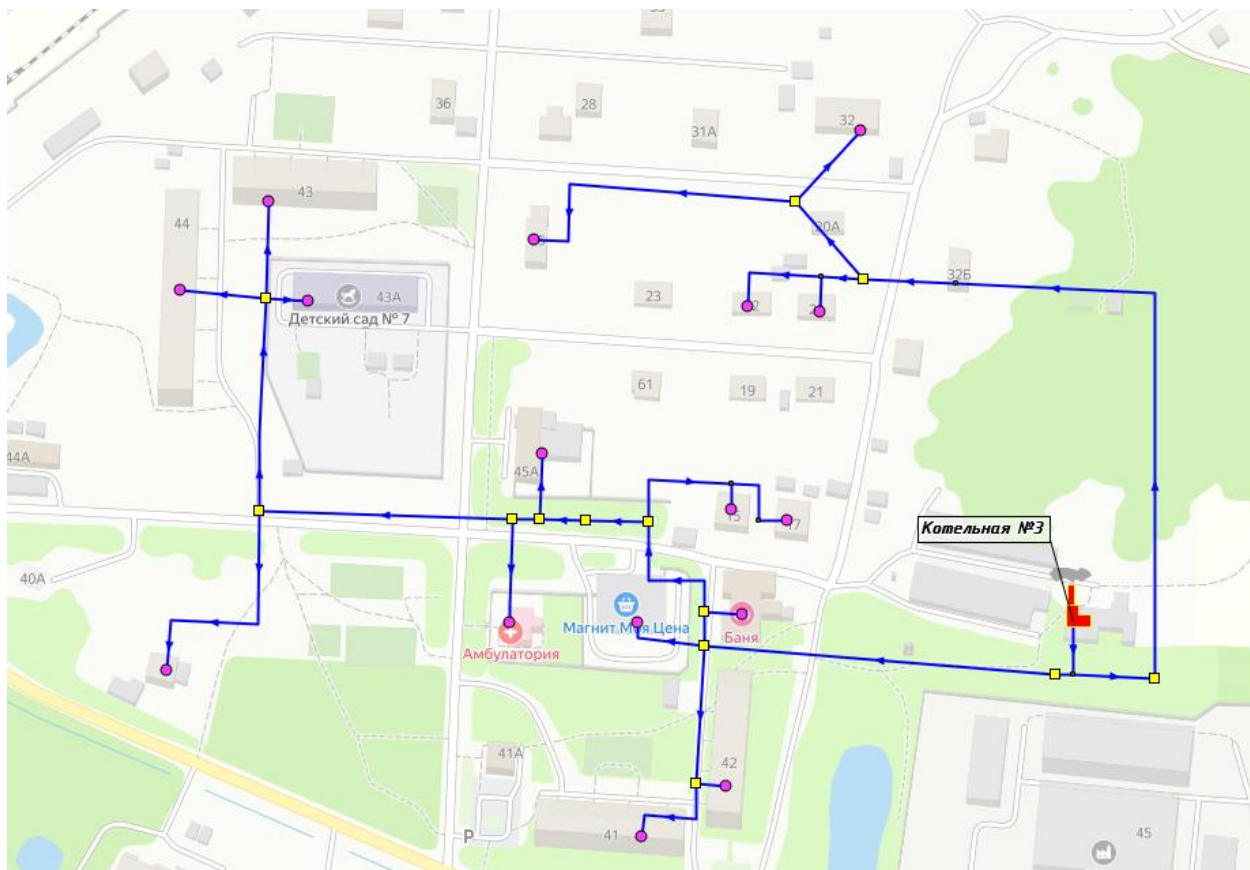 36
28
31А
32
43
44
20А
32Б
43А
23
Детский сад № 7
61
19
21
45А
44А
15
17
Котельная №3
40А
Магнит Моя Цена
Баня
Амбулатория
41А
42
41
Р
45